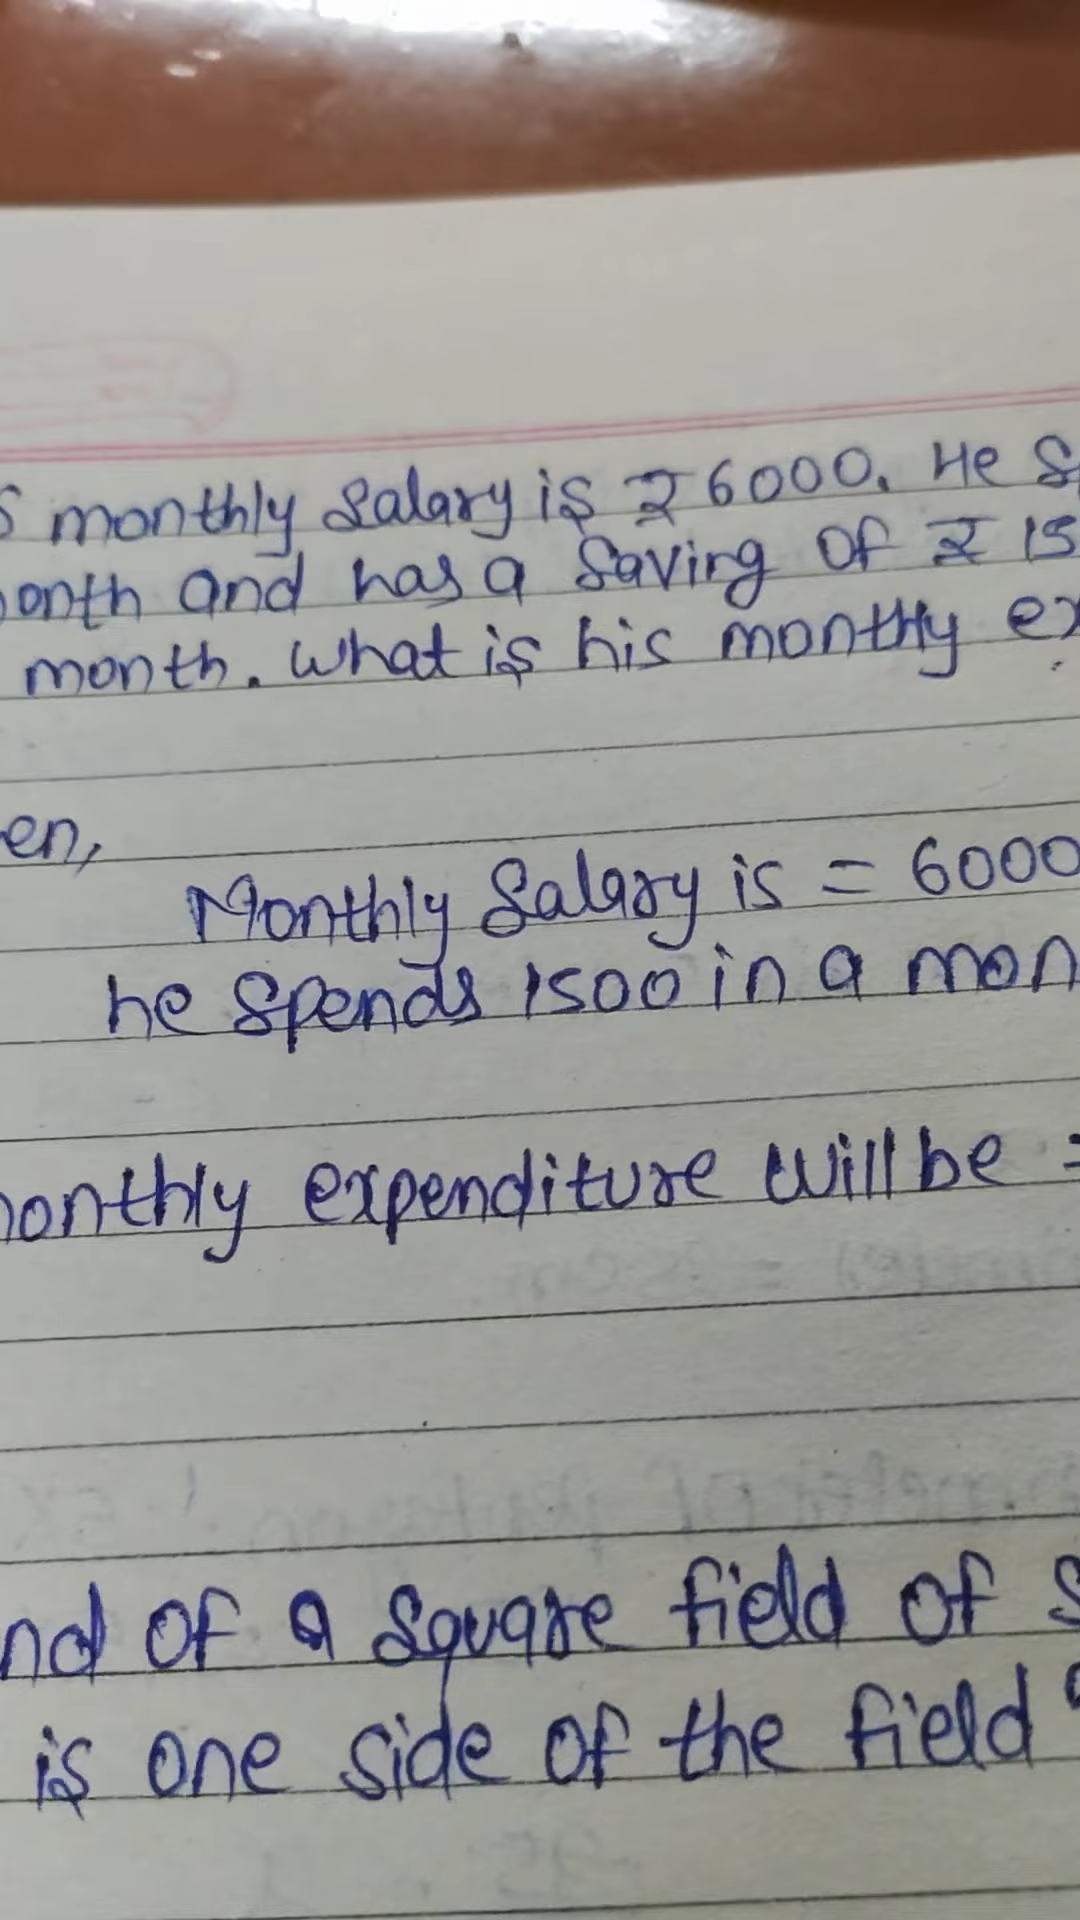 s monthly salary is ₹ 6000. He S
onth and has a saving of ₹ 15
month. what is his monthly ex
en,
Monthly Salary is = 6000
he spends 1500 in a mon
onthly expenditure will be =
nd of a square field of s
is one side of the field